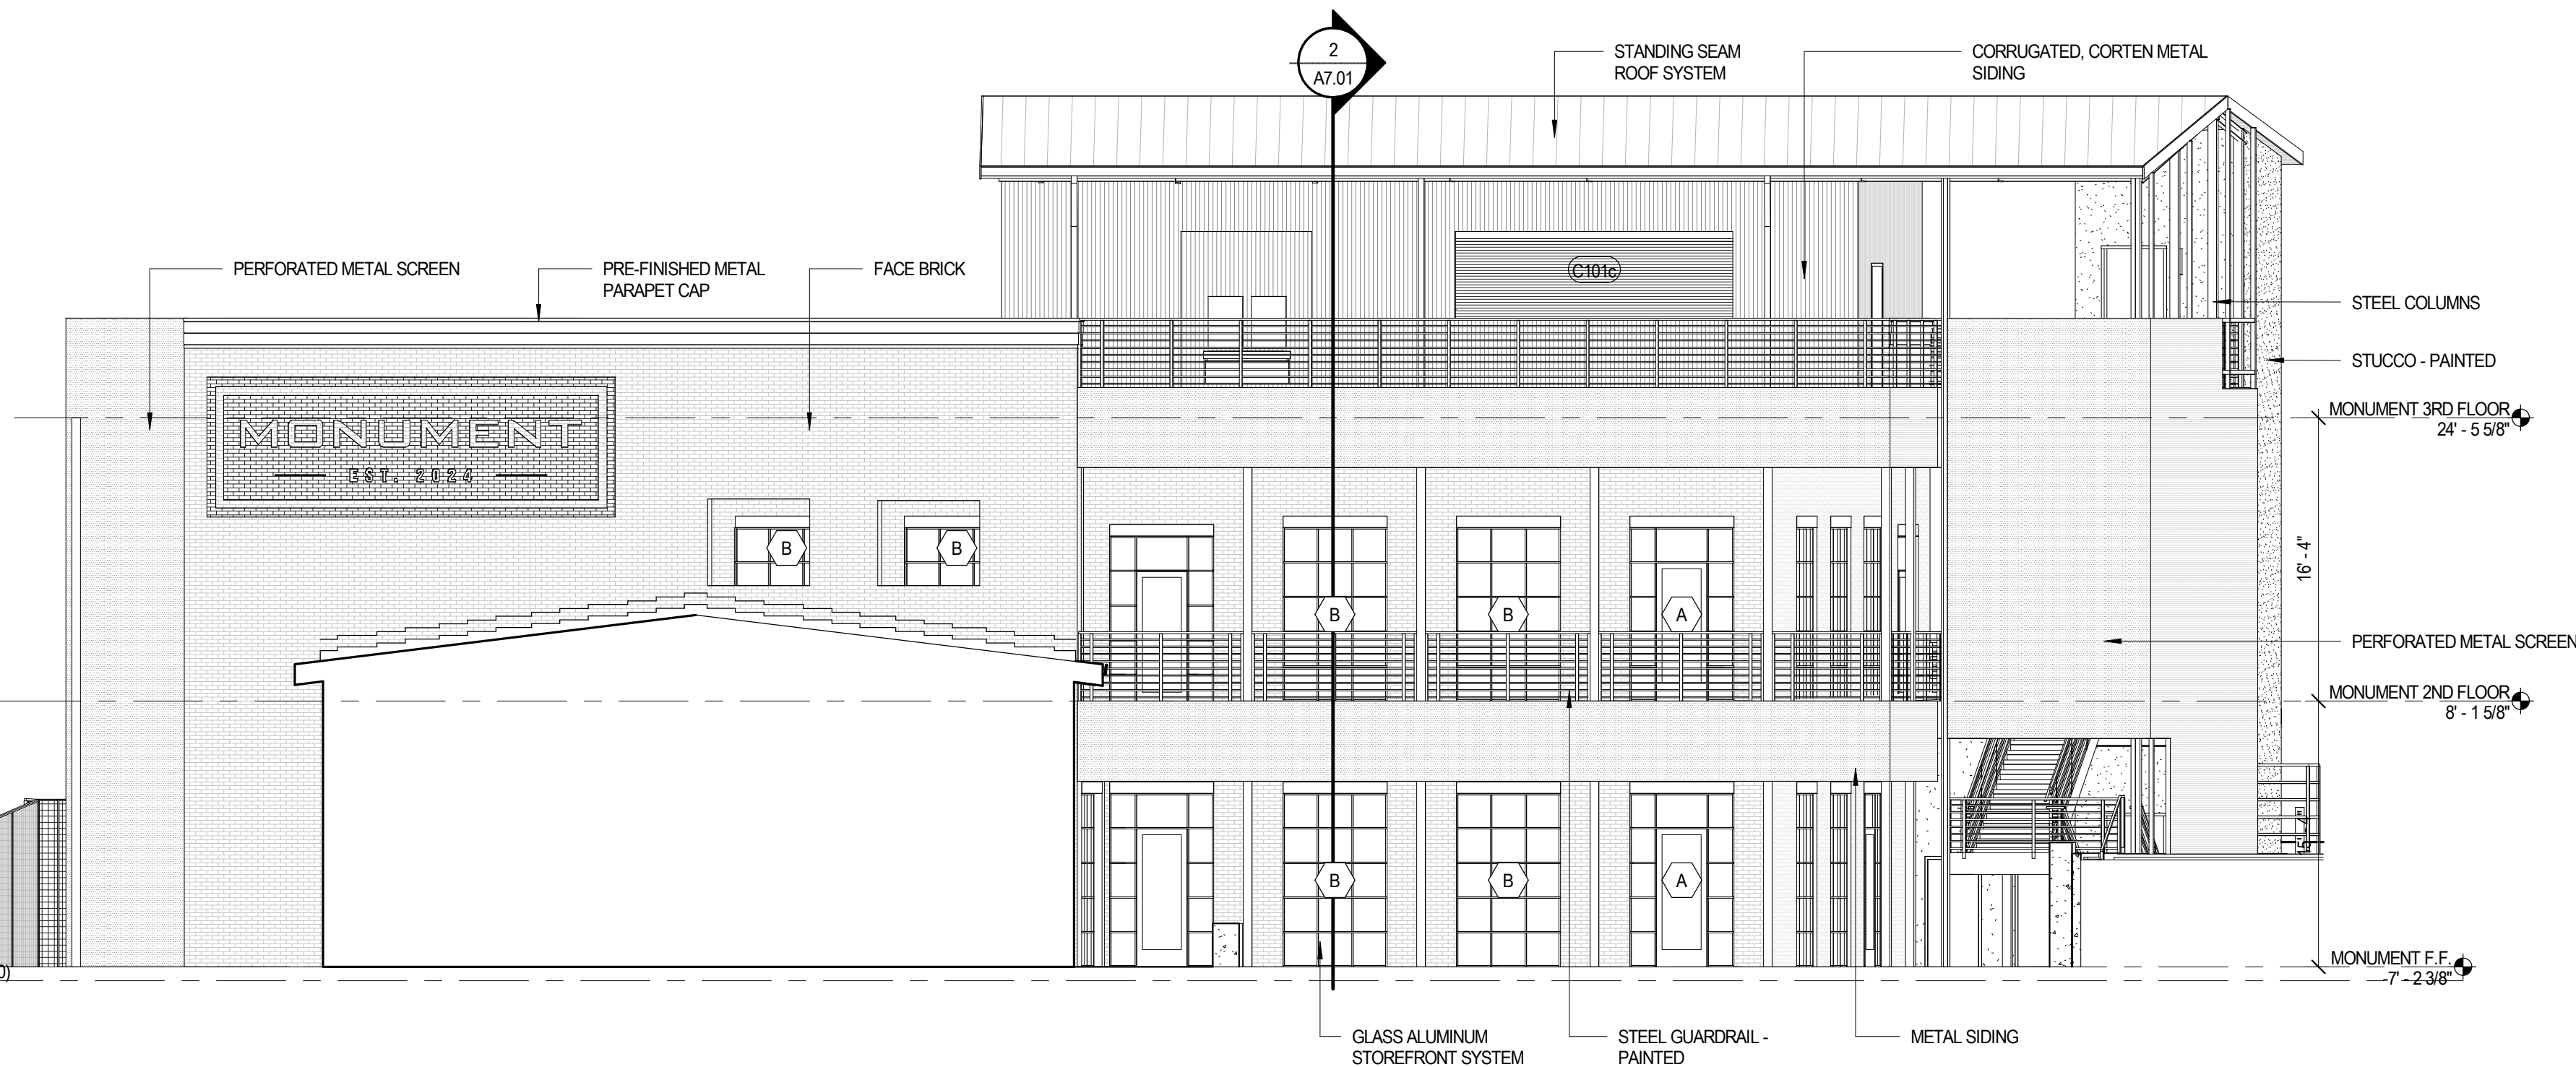 2
A7.01
STANDING SEAM
ROOF SYSTEM
CORRUGATED, CORTEN METAL
SIDING
PERFORATED METAL SCREEN
PRE-FINISHED METAL
PARAPET CAP
FACE BRICK
C101c
STEEL COLUMNS
STUCCO - PAINTED
MONUMENT
EST. 2024
MONUMENT 3RD FLOOR
24' - 5 5/8"
B
B
16' - 4"
B
B
A
PERFORATED METAL SCREEN
MONUMENT 2ND FLOOR
8' - 1 5/8"
15' - 4"
B
B
A
0)
MONUMENT F.F.
-7' - 2 3/8"
GLASS ALUMINUM
STOREFRONT SYSTEM
STEEL GUARDRAIL -
PAINTED
METAL SIDING